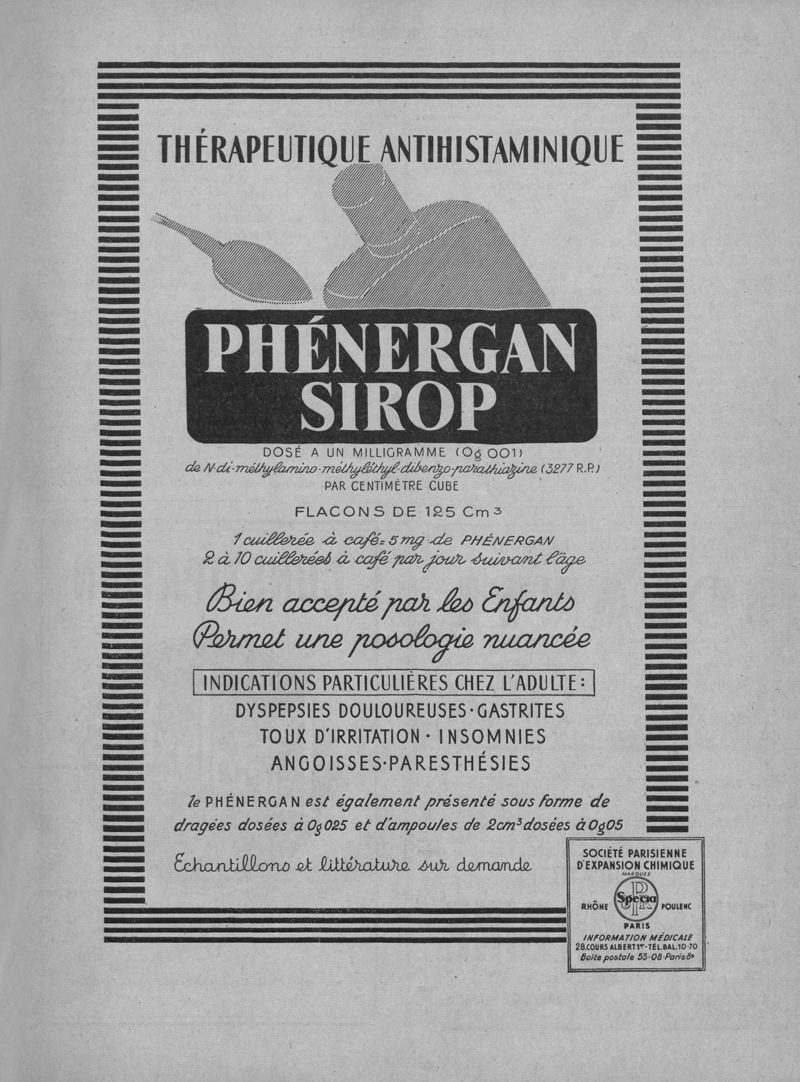 THÉRAPEUTIQUE ANTIHISTAMINIQUE
PHÉNERGAN
SIROP
DOSÉ A UN MILLIGRAMME (0g 001)
de N-di-méthylamino-méthyléthyl-dibenzo-parathiazine (3277 R.P.)
PAR CENTIMÈTRE CUBE
FLACONS DE 125 Cm³
1 cuillerée à café = 5 mg de PHÉNERGAN
2 à 10 cuillerées à café par jour suivant l'âge
Bien accepté par les Enfants
Permet une posologie nuancée
INDICATIONS PARTICULIÈRES CHEZ L'ADULTE :
DYSPEPSIES DOULOUREUSES · GASTRITES
TOUX D'IRRITATION · INSOMNIES
ANGOISSES · PARESTHÉSIES
le PHÉNERGAN est également présenté sous forme de
dragées dosées à 0g025 et d'ampoules de 2cm³ dosées à 0g05
Echantillons et littérature sur demande
SOCIÉTÉ PARISIENNE
D'EXPANSION CHIMIQUE
MARQUES
RHÔNE Specia POULENC
PARIS
INFORMATION MÉDICALE
28, COURS ALBERT 1er - TÉL. BAL. 10-70
Boîte postale 53-08-Paris 8e